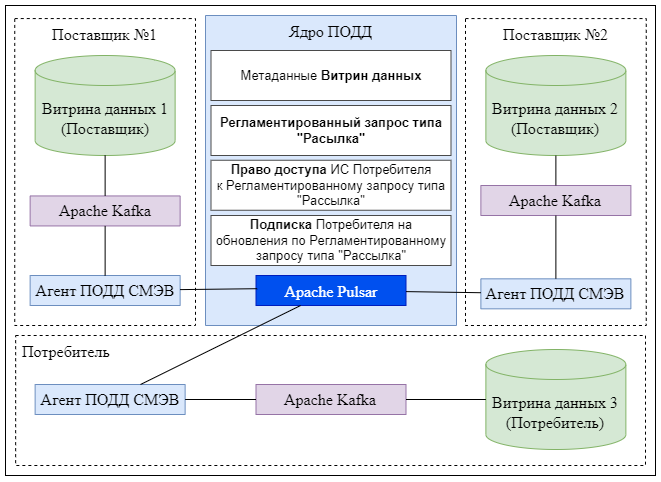 Поставщик №1
Витрина данных 1
(Поставщик)
Apache Kafka
Агент ПОДД СМЭВ
Ядро ПОДД
Метаданные Витрин данных
Регламентированный запрос типа
"Расылка"
Право доступа ИС Потребителя
к Регламентированному запросу типа
"Рассылка"
Подписка Потребителя на
обновления по Регламентированному
запросу типа "Рассылка"
Apache Pulsar
Поставщик №2
Витрина данных 2
(Поставщик)
Apache Kafka
Агент ПОДД СМЭВ
Потребитель
Агент ПОДД СМЭВ
Apache Kafka
Витрина данных 3
(Потребитель)